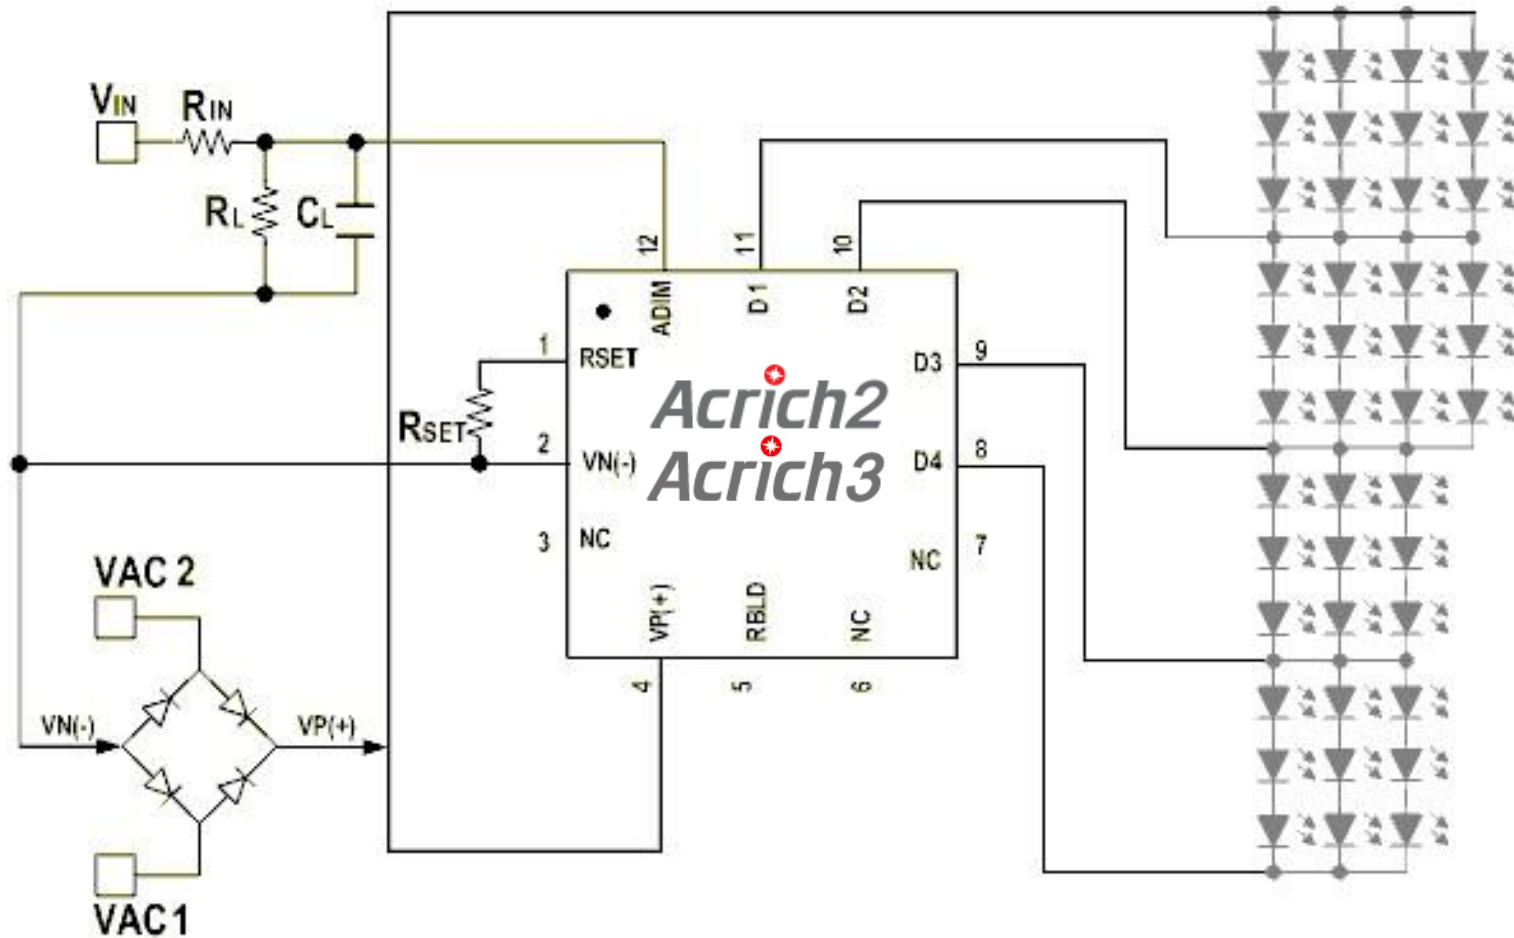 VIN
RIN
RL
CL
12
11
10
ADIM
D1
D2
1
RSET
D3
9
Acrich2
RSET
2
VN(-)
D4
8
Acrich3
3
NC
NC
7
VAC 2
VP(+)
RBLD
NC
4
5
6
VN(-)
VP(+)
VAC1